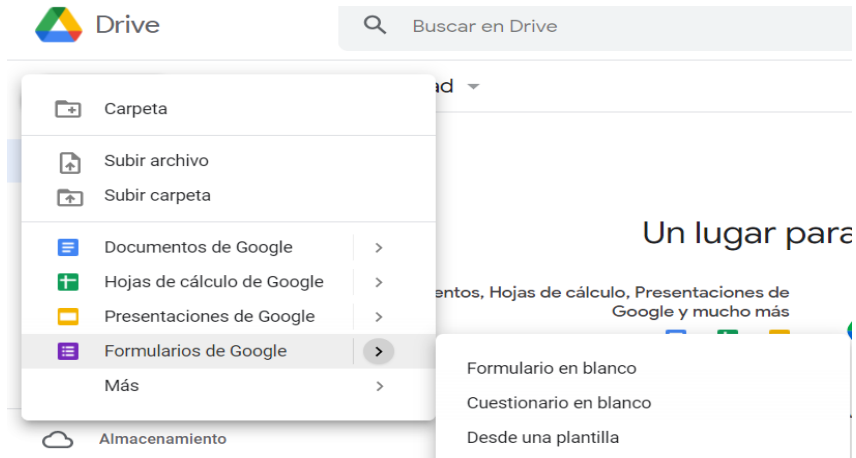 Drive
Buscar en Drive
ad
Carpeta
Subir archivo
Subir carpeta
Un lugar para
Documentos de Google
Hojas de cálculo de Google
entos, Hojas de cálculo, Presentaciones de
Google y mucho más
Presentaciones de Google
Formularios de Google
Más
Formulario en blanco
Cuestionario en blanco
Desde una plantilla
Almacenamiento